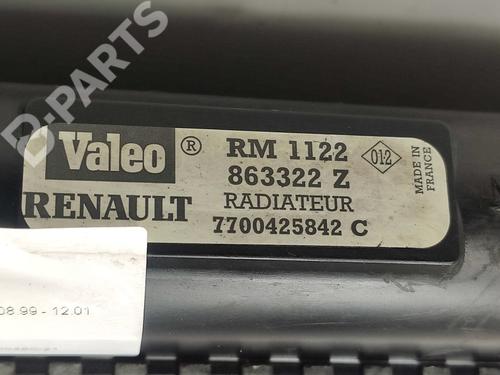 D-PARTS
Valeo ® RM 1122
863322 Z
RENAULT RADIATEUR
7700425842 C
012
MADE IN
FRANCE
08.99 - 12.01